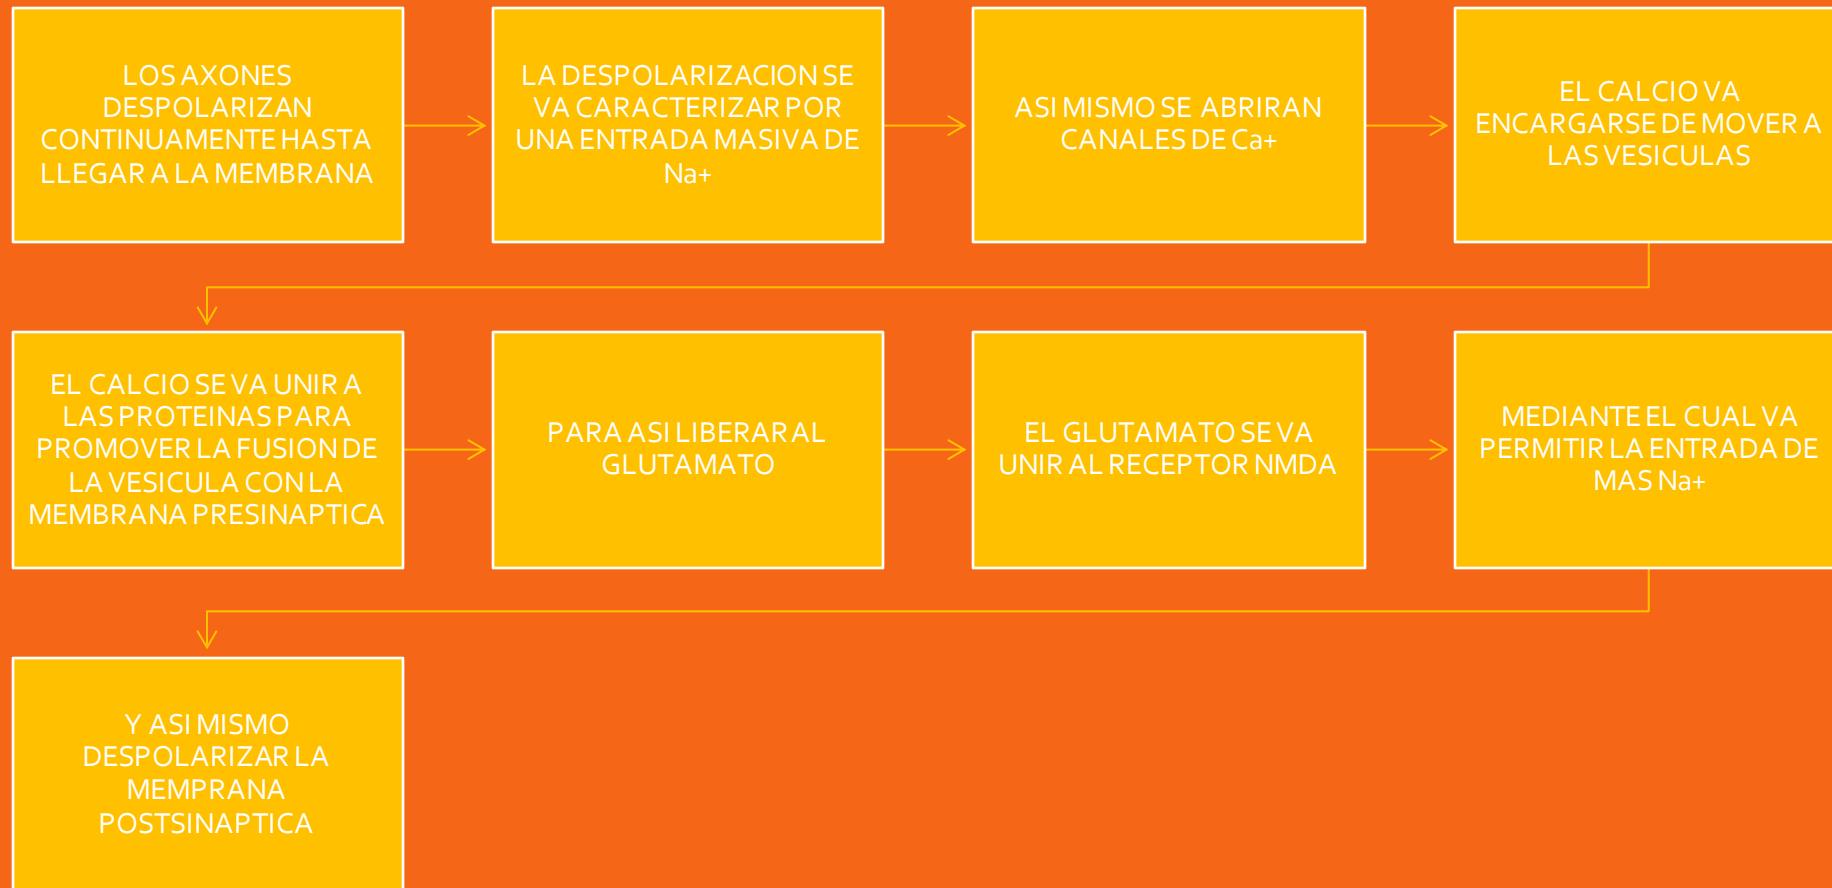 LOS AXONES
DESPOLARIZAN
CONTINUAMENTE HASTA
LLEGAR A LA MEMBRANA
LA DESPOLARIZACION SE
VA CARACTERIZAR POR
UNA ENTRADA MASIVA DE
Na+
ASI MISMO SE ABRIRAN
CANALES DE Ca+
EL CALCIO VA
ENCARGARSE DE MOVER A
LAS VESICULAS
EL CALCIO SE VA UNIR A
LAS PROTEINAS PARA
PROMOVER LA FUSION DE
LA VESICULA CON LA
MEMBRANA PRESINAPTICA
PARA ASI LIBERAR AL
GLUTAMATO
EL GLUTAMATO SE VA
UNIR AL RECEPTOR NMDA
MEDIANTE EL CUAL VA
PERMITIR LA ENTRADA DE
MAS Na+
Y ASI MISMO
DESPOLARIZAR LA
MEMPRANA
POSTSINAPTICA